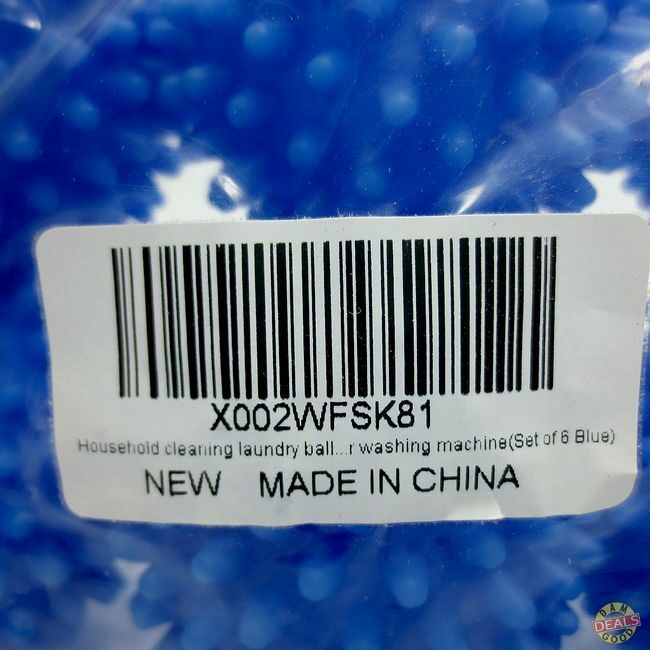 X002WFSK81
Household cleaning laundry ball...r washing machine(Set of 6 Blue)
NEW MADE IN CHINA
DAM
DEALS
GOOD